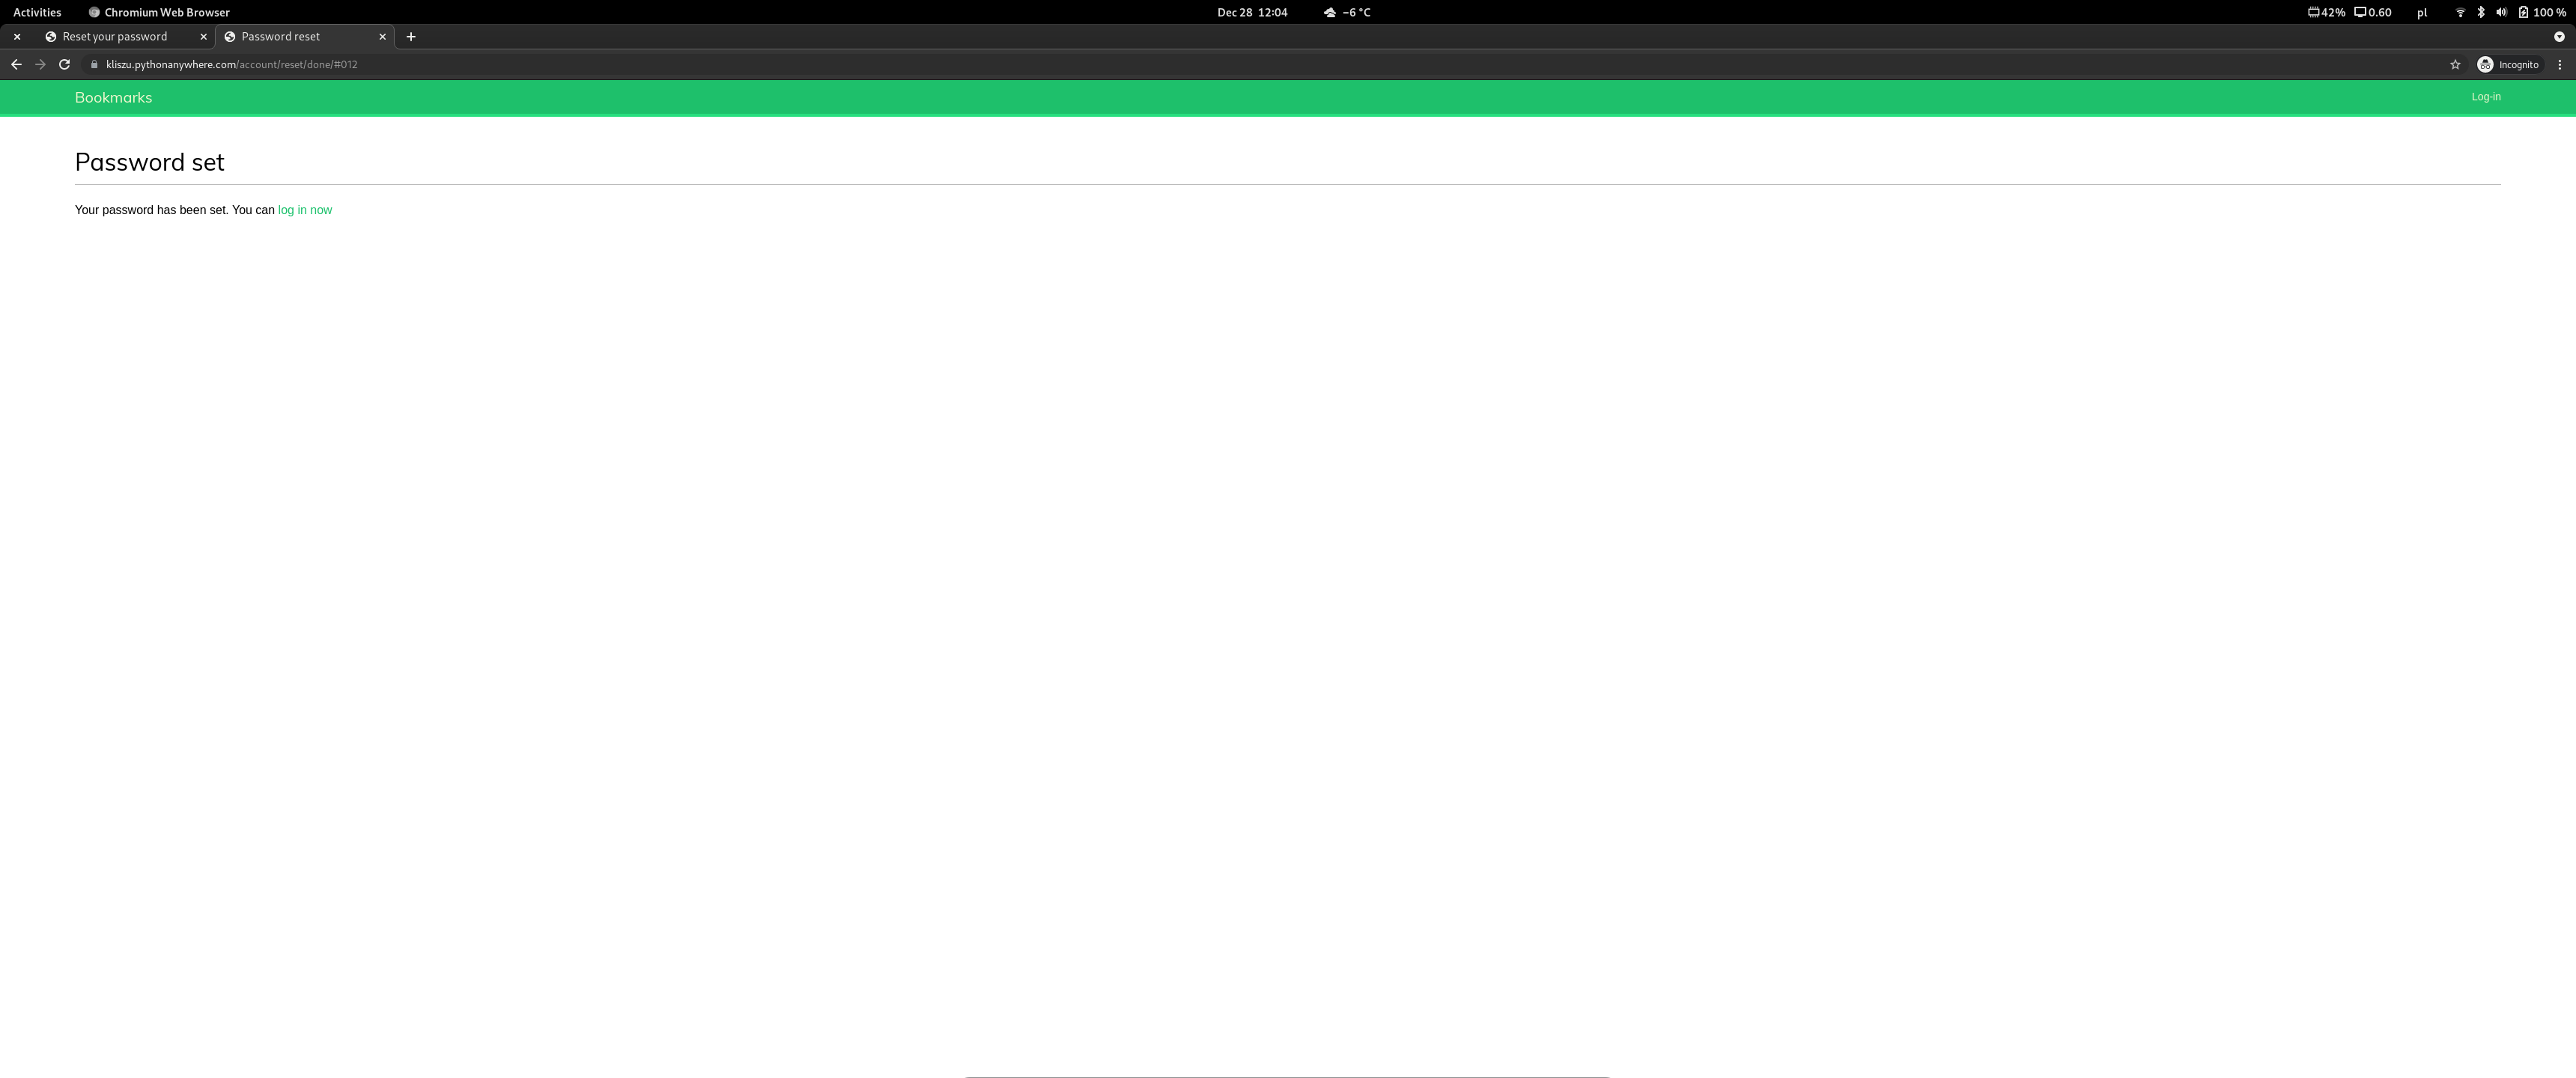 Activities Chromium Web Browser Dec 28 12:04 −6 °C 42% 0.60 pl 100 %
Reset your password Password reset
kliszu.pythonanywhere.com/account/reset/done/#012 Incognito
Bookmarks Log-in
Password set
Your password has been set. You can log in now